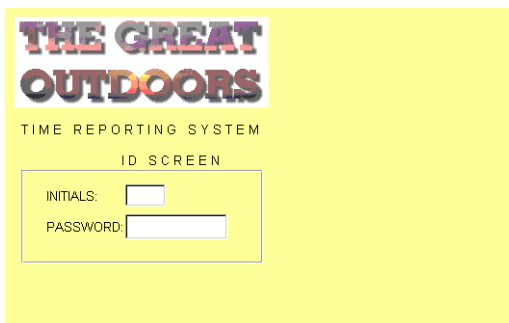 THE GREAT
OUTDOORS
TIME REPORTING SYSTEM
ID SCREEN
INITIALS:
PASSWORD: